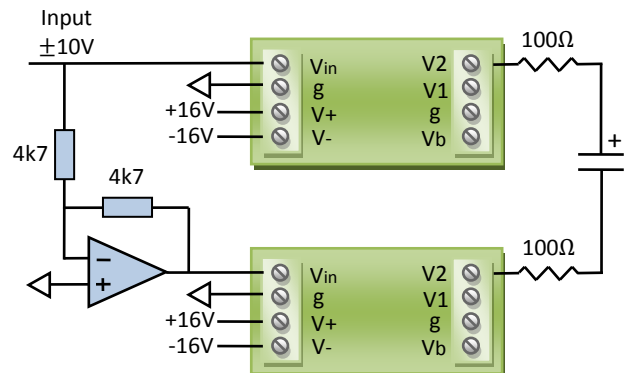 Input
±10V
Vin
g
+16V
V+
-16V
V-
V2
V1
g
Vb
100Ω
+
4k7
4k7
−
+
Vin
g
+16V
V+
-16V
V-
V2
V1
g
Vb
100Ω